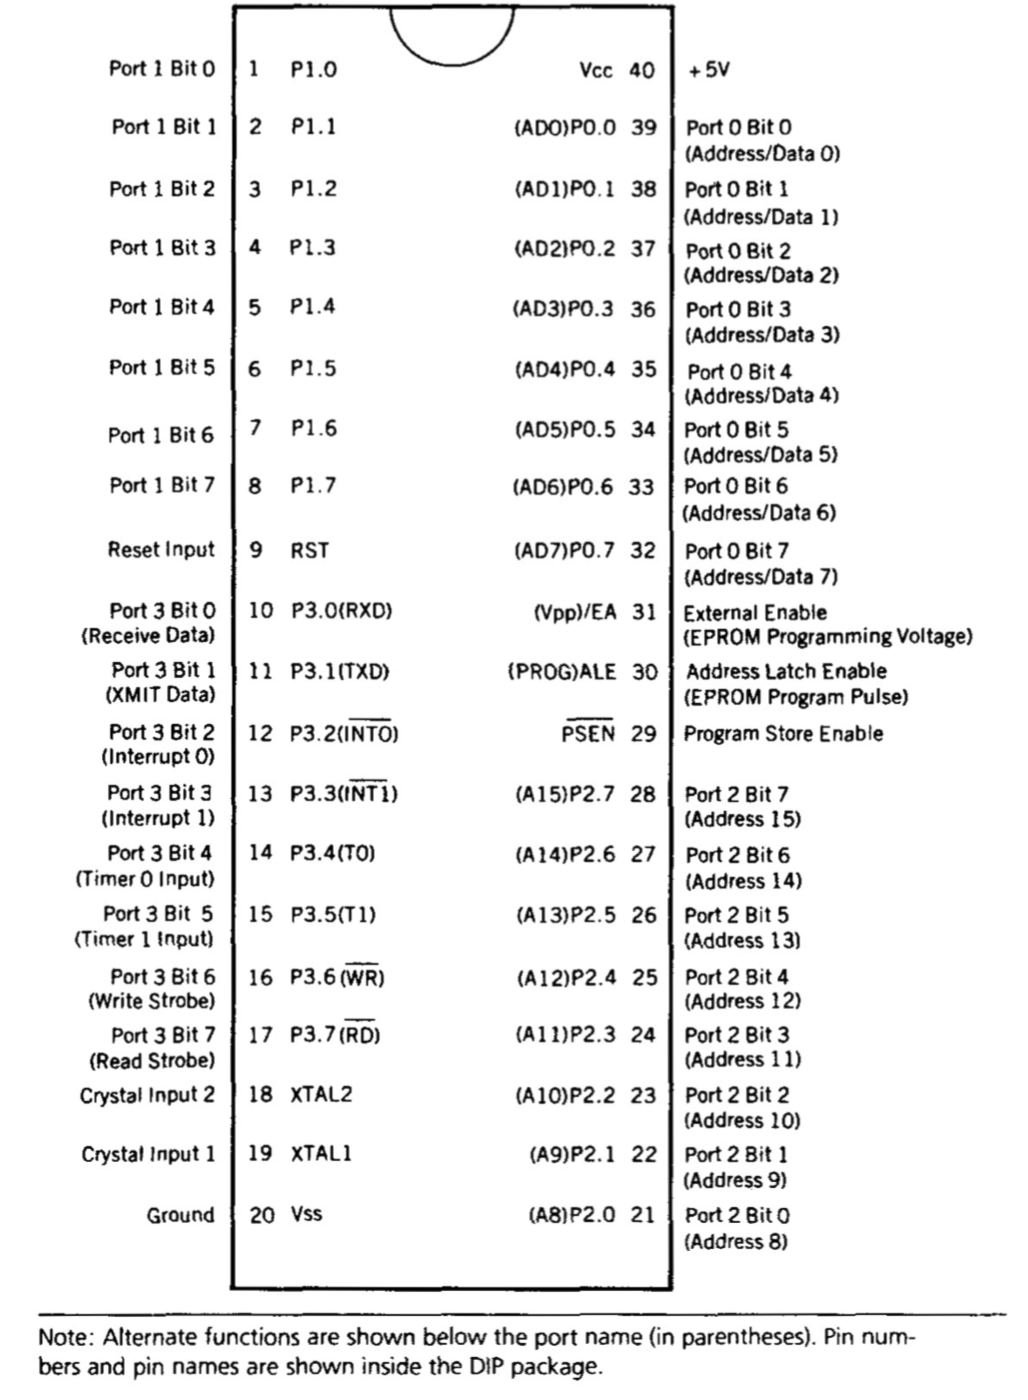 Port 1 Bit 0 1 P1.0 Vcc 40 +5V
Port 1 Bit 1 2 P1.1 (AD0)P0.0 39 Port 0 Bit 0
(Address/Data 0)
Port 1 Bit 2 3 P1.2 (AD1)P0.1 38 Port 0 Bit 1
(Address/Data 1)
Port 1 Bit 3 4 P1.3 (AD2)P0.2 37 Port 0 Bit 2
(Address/Data 2)
Port 1 Bit 4 5 P1.4 (AD3)P0.3 36 Port 0 Bit 3
(Address/Data 3)
Port 1 Bit 5 6 P1.5 (AD4)P0.4 35 Port 0 Bit 4
(Address/Data 4)
Port 1 Bit 6 7 P1.6 (AD5)P0.5 34 Port 0 Bit 5
(Address/Data 5)
Port 1 Bit 7 8 P1.7 (AD6)P0.6 33 Port 0 Bit 6
(Address/Data 6)
Reset Input 9 RST (AD7)P0.7 32 Port 0 Bit 7
(Address/Data 7)
Port 3 Bit 0 10 P3.0(RXD) (Vpp)/EA 31 External Enable
(Receive Data) (EPROM Programming Voltage)
Port 3 Bit 1 11 P3.1(TXD) (PROG)ALE 30 Address Latch Enable
(XMIT Data) (EPROM Program Pulse)
Port 3 Bit 2 12 P3.2(I̅N̅T̅0̅) P̅S̅E̅N̅ 29 Program Store Enable
(Interrupt 0)
Port 3 Bit 3 13 P3.3(I̅N̅T̅1̅) (A15)P2.7 28 Port 2 Bit 7
(Interrupt 1) (Address 15)
Port 3 Bit 4 14 P3.4(T0) (A14)P2.6 27 Port 2 Bit 6
(Timer 0 Input) (Address 14)
Port 3 Bit 5 15 P3.5(T1) (A13)P2.5 26 Port 2 Bit 5
(Timer 1 Input) (Address 13)
Port 3 Bit 6 16 P3.6(W̅R̅) (A12)P2.4 25 Port 2 Bit 4
(Write Strobe) (Address 12)
Port 3 Bit 7 17 P3.7(R̅D̅) (A11)P2.3 24 Port 2 Bit 3
(Read Strobe) (Address 11)
Crystal Input 2 18 XTAL2 (A10)P2.2 23 Port 2 Bit 2
(Address 10)
Crystal Input 1 19 XTAL1 (A9)P2.1 22 Port 2 Bit 1
(Address 9)
Ground 20 Vss (A8)P2.0 21 Port 2 Bit 0
(Address 8)
Note: Alternate functions are shown below the port name (in parentheses). Pin num-
bers and pin names are shown inside the DIP package.